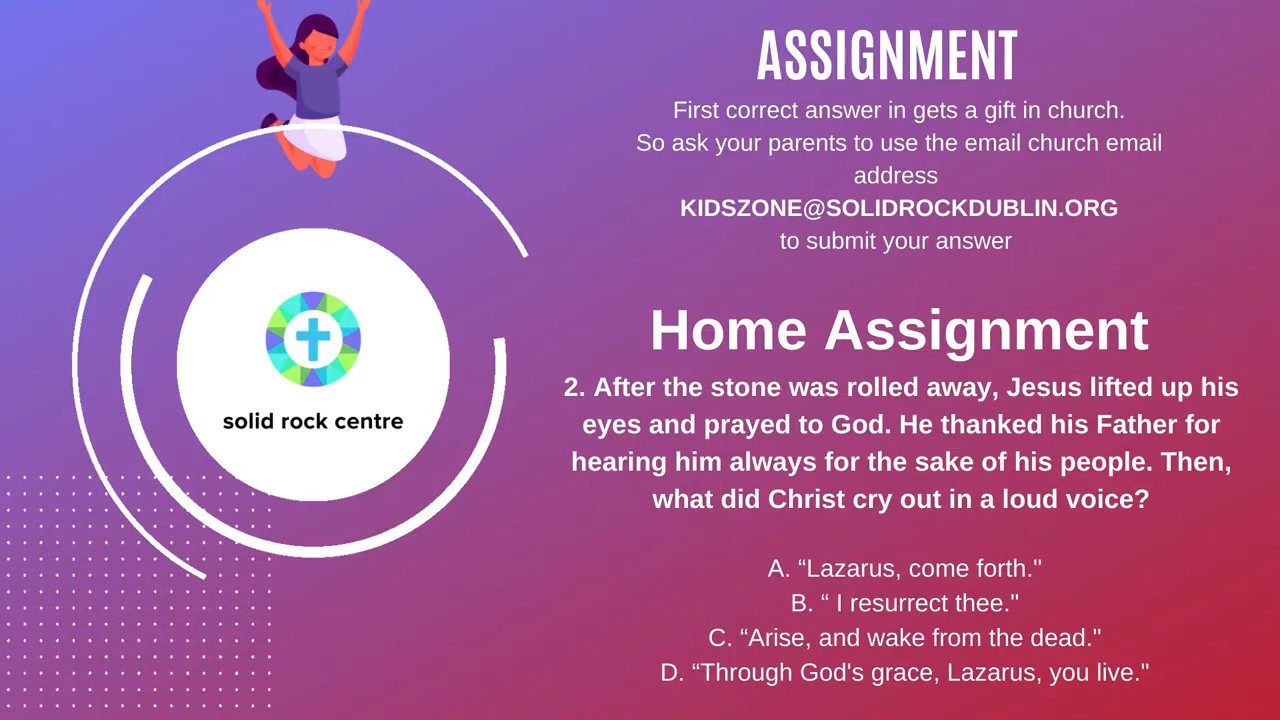 ASSIGNMENT
First correct answer in gets a gift in church.
So ask your parents to use the email church email
address
KIDSZONE@SOLIDROCKDUBLIN.ORG
to submit your answer
solid rock centre
Home Assignment
2. After the stone was rolled away, Jesus lifted up his
eyes and prayed to God. He thanked his Father for
hearing him always for the sake of his people. Then,
what did Christ cry out in a loud voice?
A. “Lazarus, come forth."
B. “ I resurrect thee."
C. “Arise, and wake from the dead."
D. “Through God's grace, Lazarus, you live."